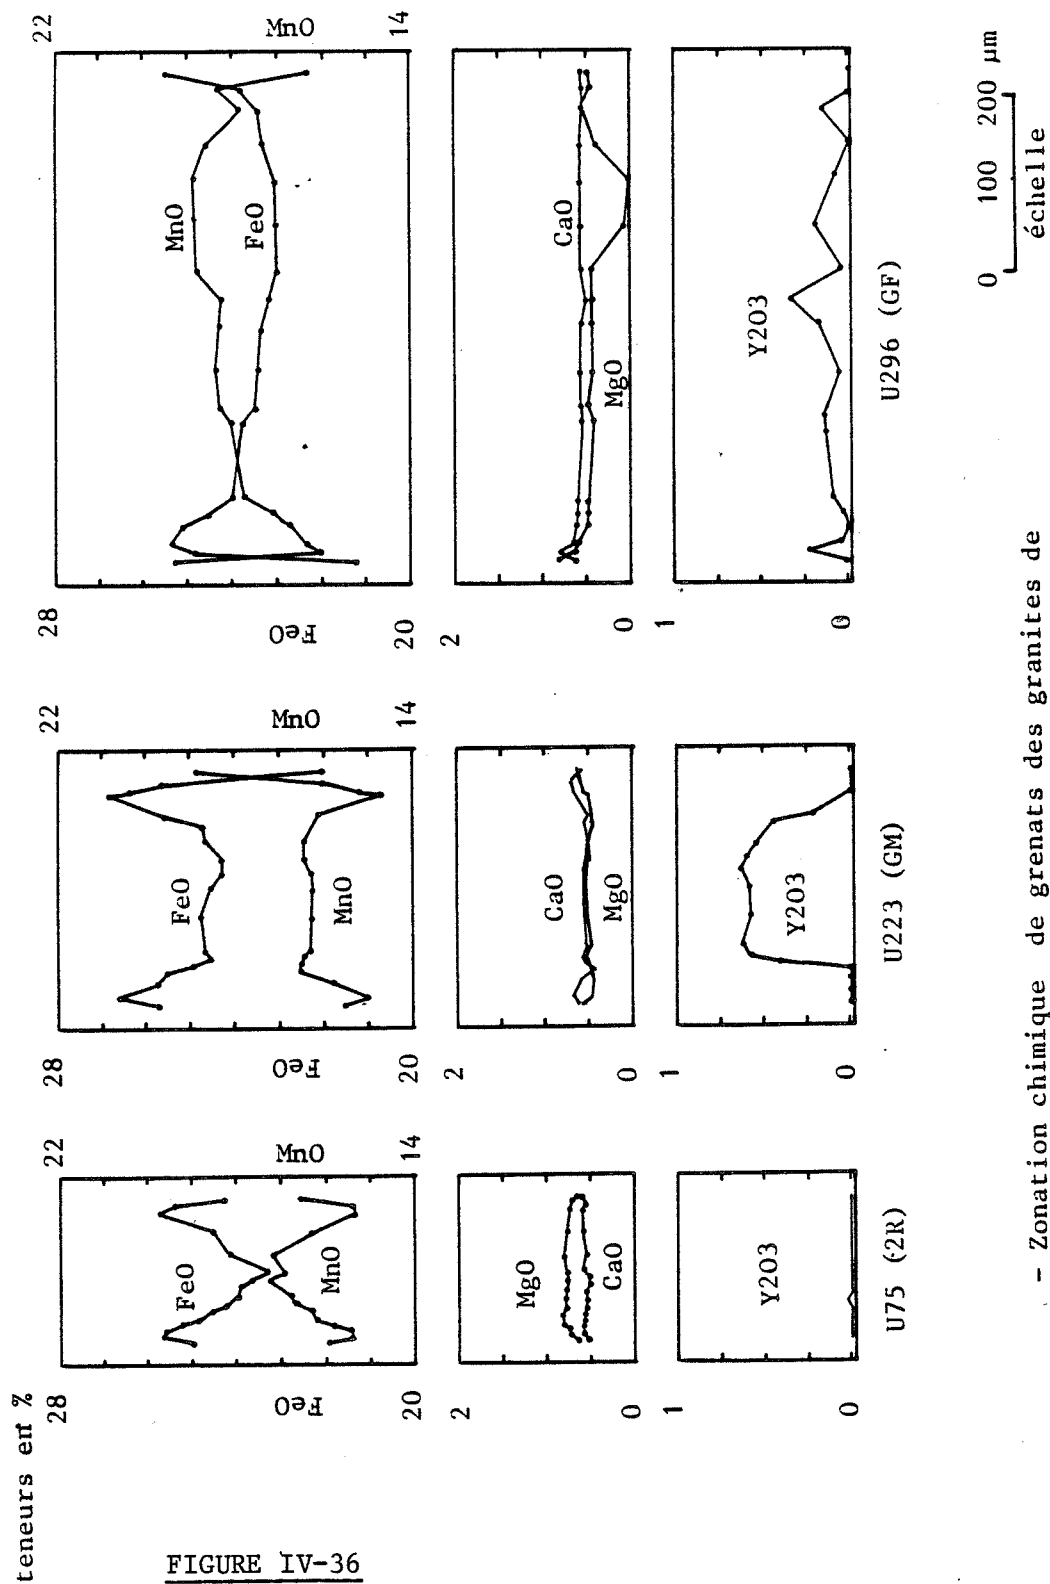 teneurs en %
28
FeO
20
22
MnO
14
FeO
MnO
2
0
MgO
CaO
1
0
Y2O3
U75 (2R)
28
FeO
20
22
MnO
14
FeO
MnO
2
0
CaO
MgO
1
0
Y2O3
U223 (GM)
28
FeO
20
22
MnO
14
MnO
FeO
2
0
CaO
MgO
1
0
Y2O3
U296 (GF)
0 100 200 µm
échelle
- Zonation chimique de grenats des granites de
FIGURE IV-36